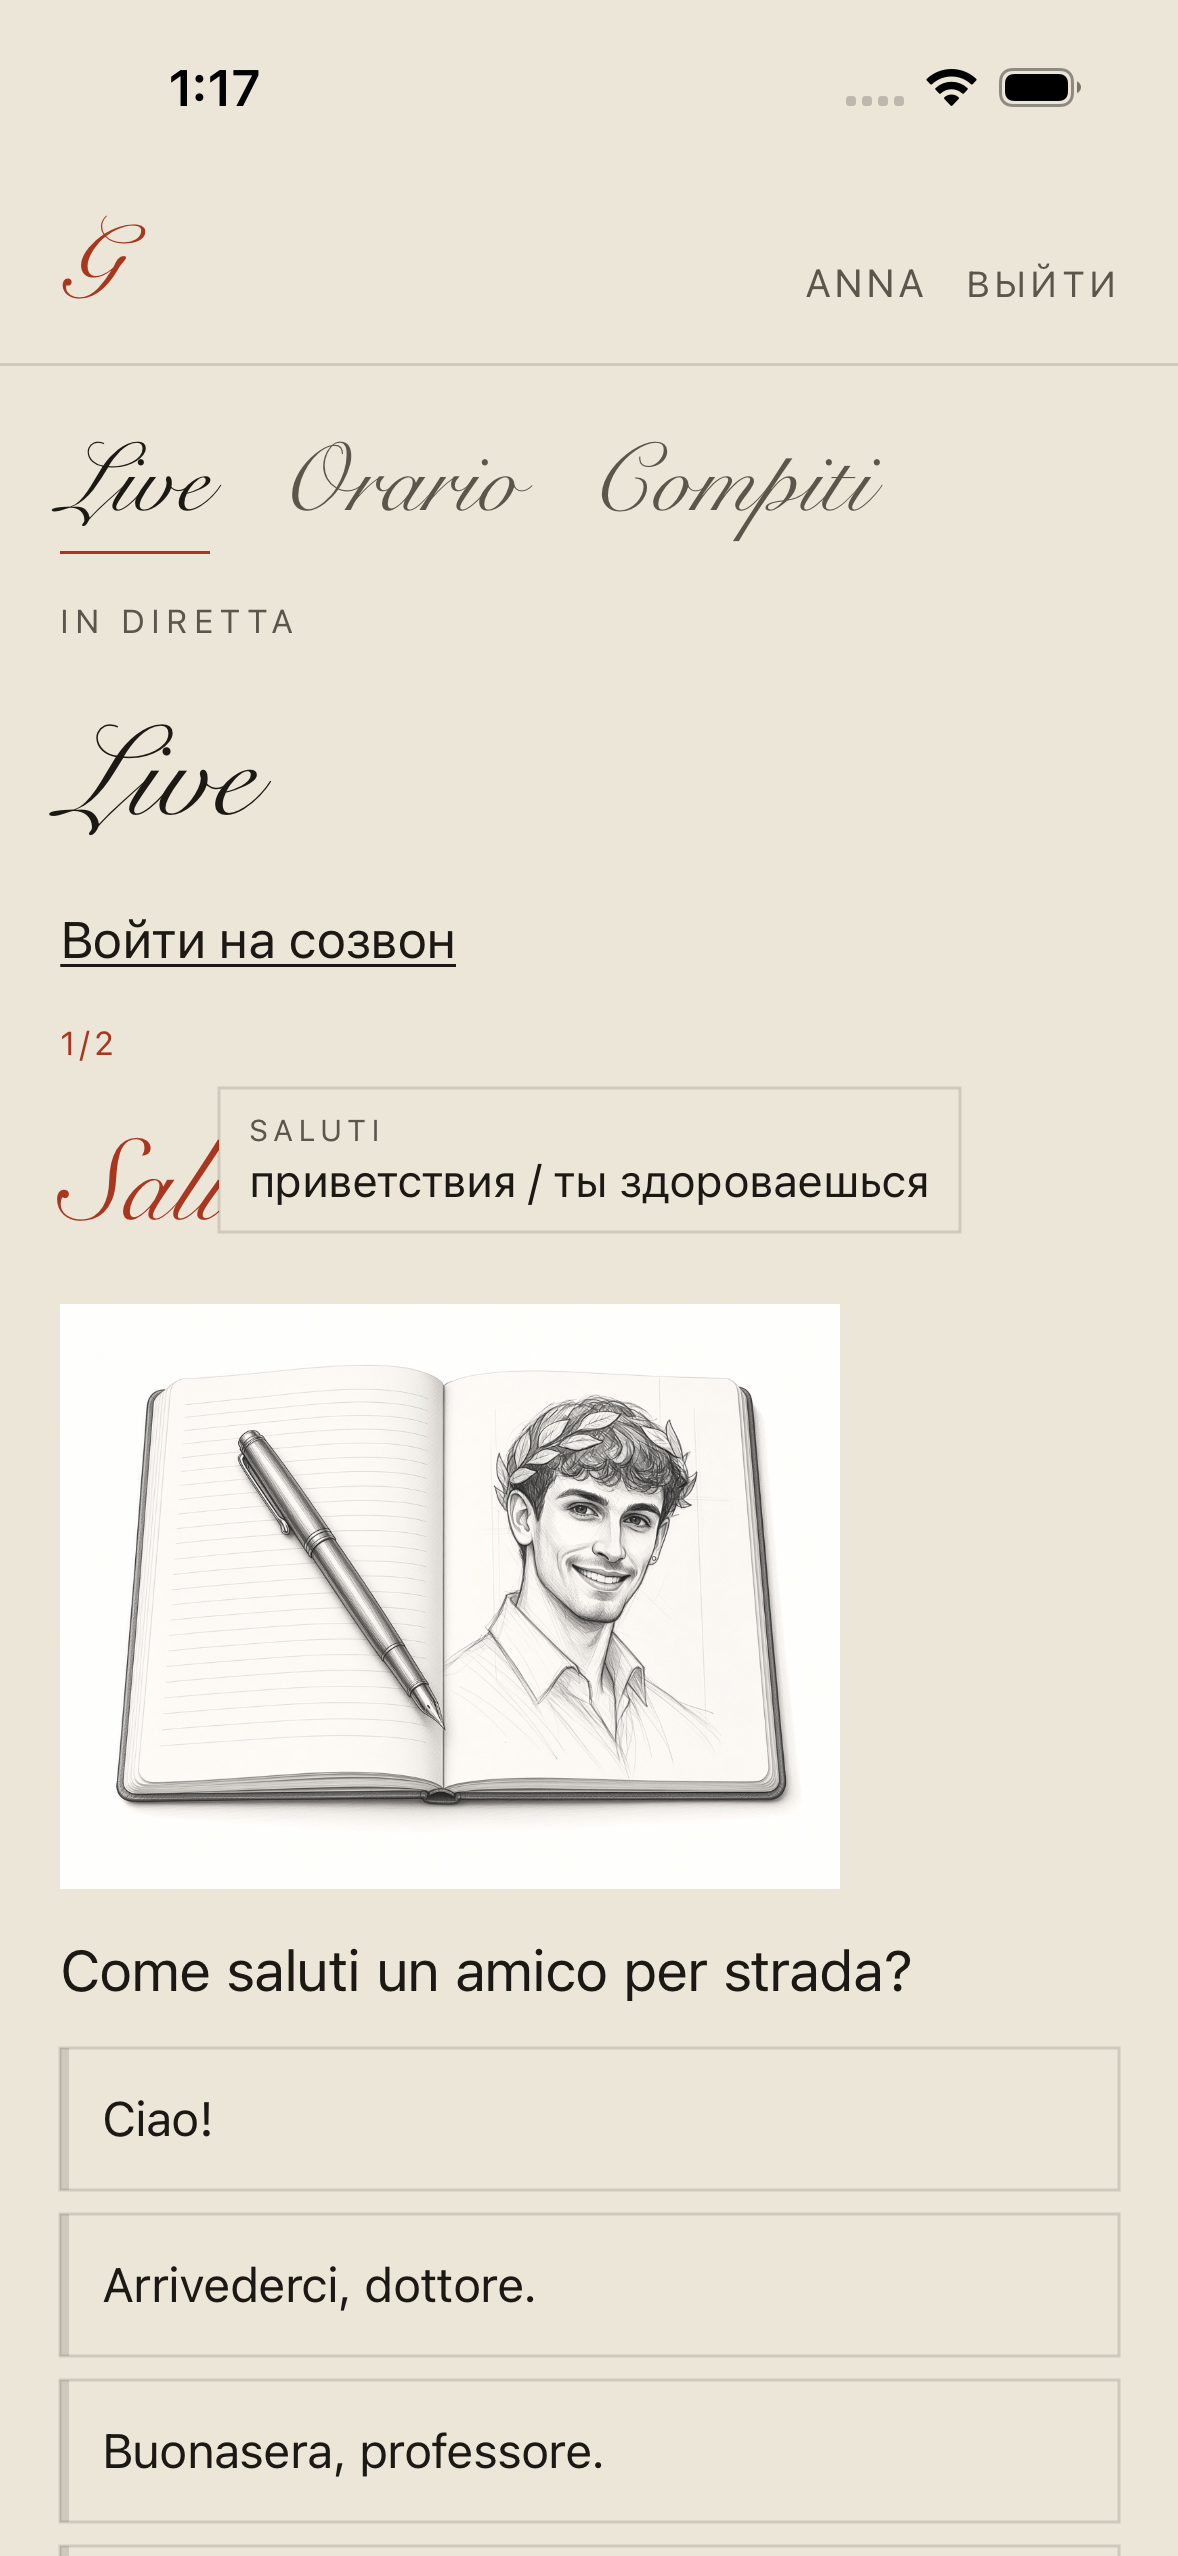 1:17
G
ANNA ВЫЙТИ
Live Orario Compiti
IN DIRETTA
Live
Войти на созвон
1/2
SALUTI
приветствия / ты здороваешься
Come saluti un amico per strada?
Ciao!
Arrivederci, dottore.
Buonasera, professore.